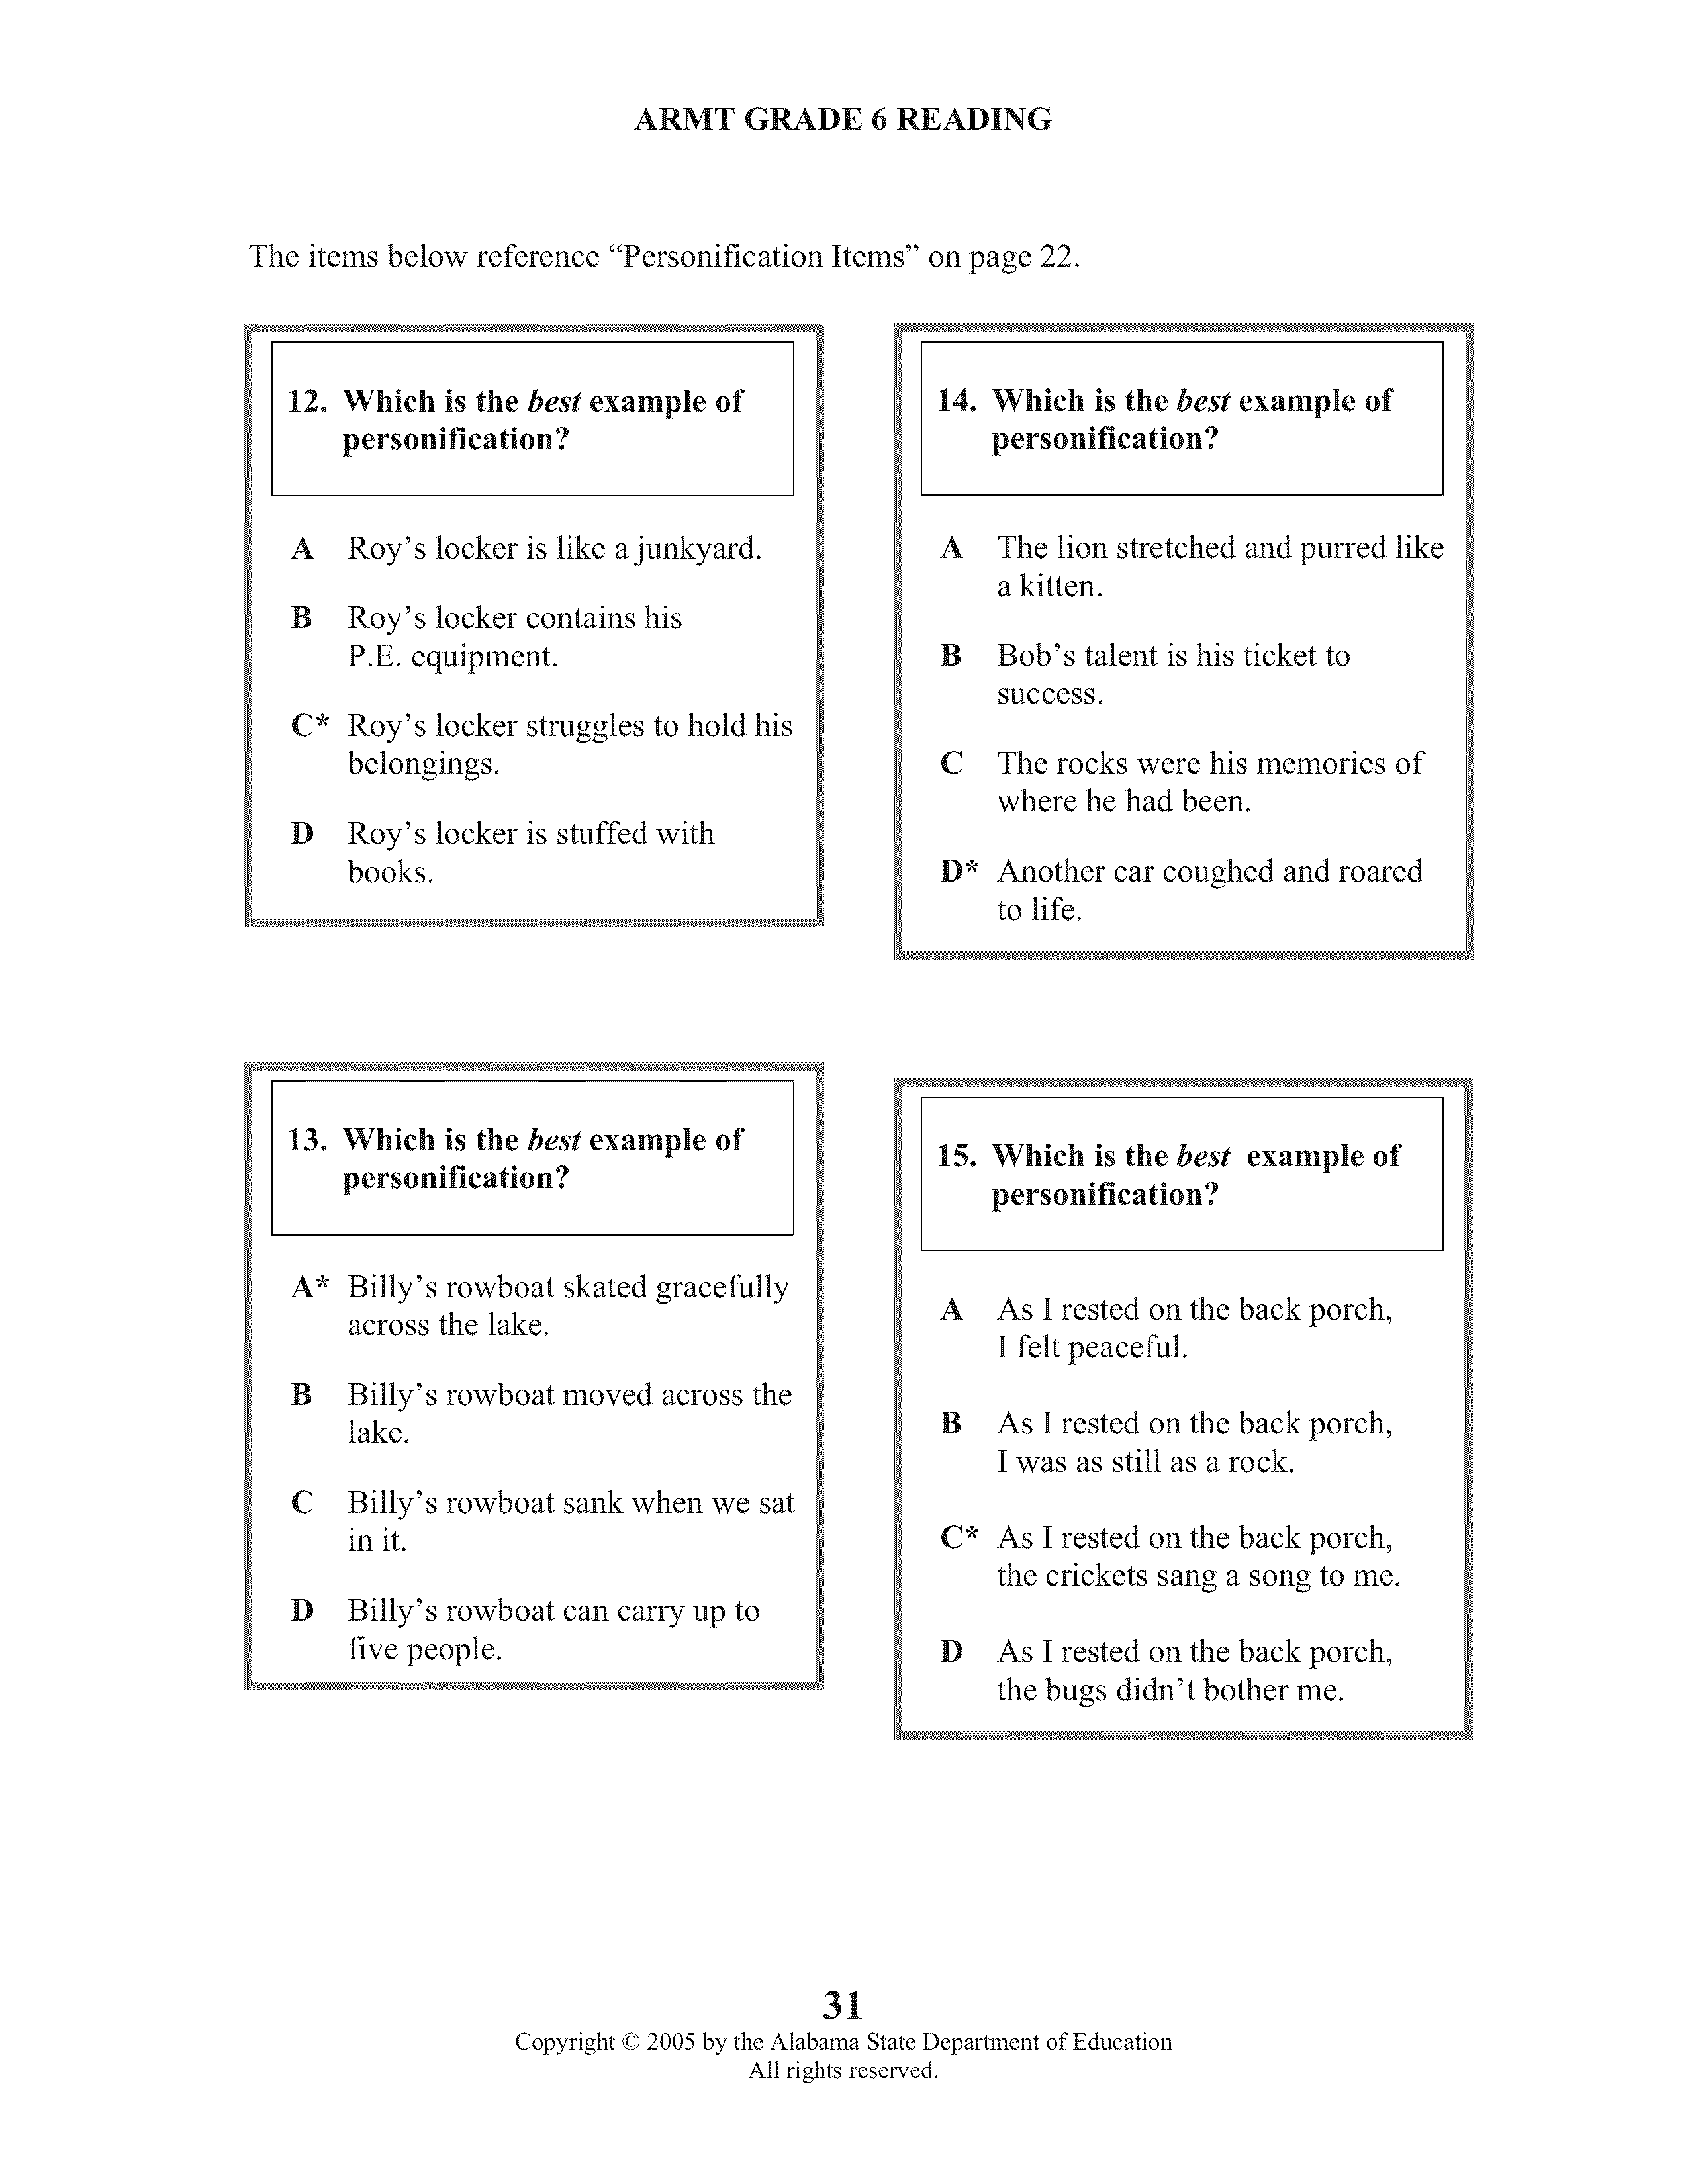 ARMT GRADE 6 READING
The items below reference “Personification Items” on page 22.
12. Which is the best example of
personification?
A Roy’s locker is like a junkyard.
B Roy’s locker contains his
P.E. equipment.
C* Roy’s locker struggles to hold his
belongings.
D Roy’s locker is stuffed with
books.
13. Which is the best example of
personification?
A* Billy’s rowboat skated gracefully
across the lake.
B Billy’s rowboat moved across the
lake.
C Billy’s rowboat sank when we sat
in it.
D Billy’s rowboat can carry up to
five people.
14. Which is the best example of
personification?
A The lion stretched and purred like
a kitten.
B Bob’s talent is his ticket to
success.
C The rocks were his memories of
where he had been.
D* Another car coughed and roared
to life.
15. Which is the best example of
personification?
A As I rested on the back porch,
I felt peaceful.
B As I rested on the back porch,
I was as still as a rock.
C* As I rested on the back porch,
the crickets sang a song to me.
D As I rested on the back porch,
the bugs didn’t bother me.
31
Copyright © 2005 by the Alabama State Department of Education
All rights reserved.